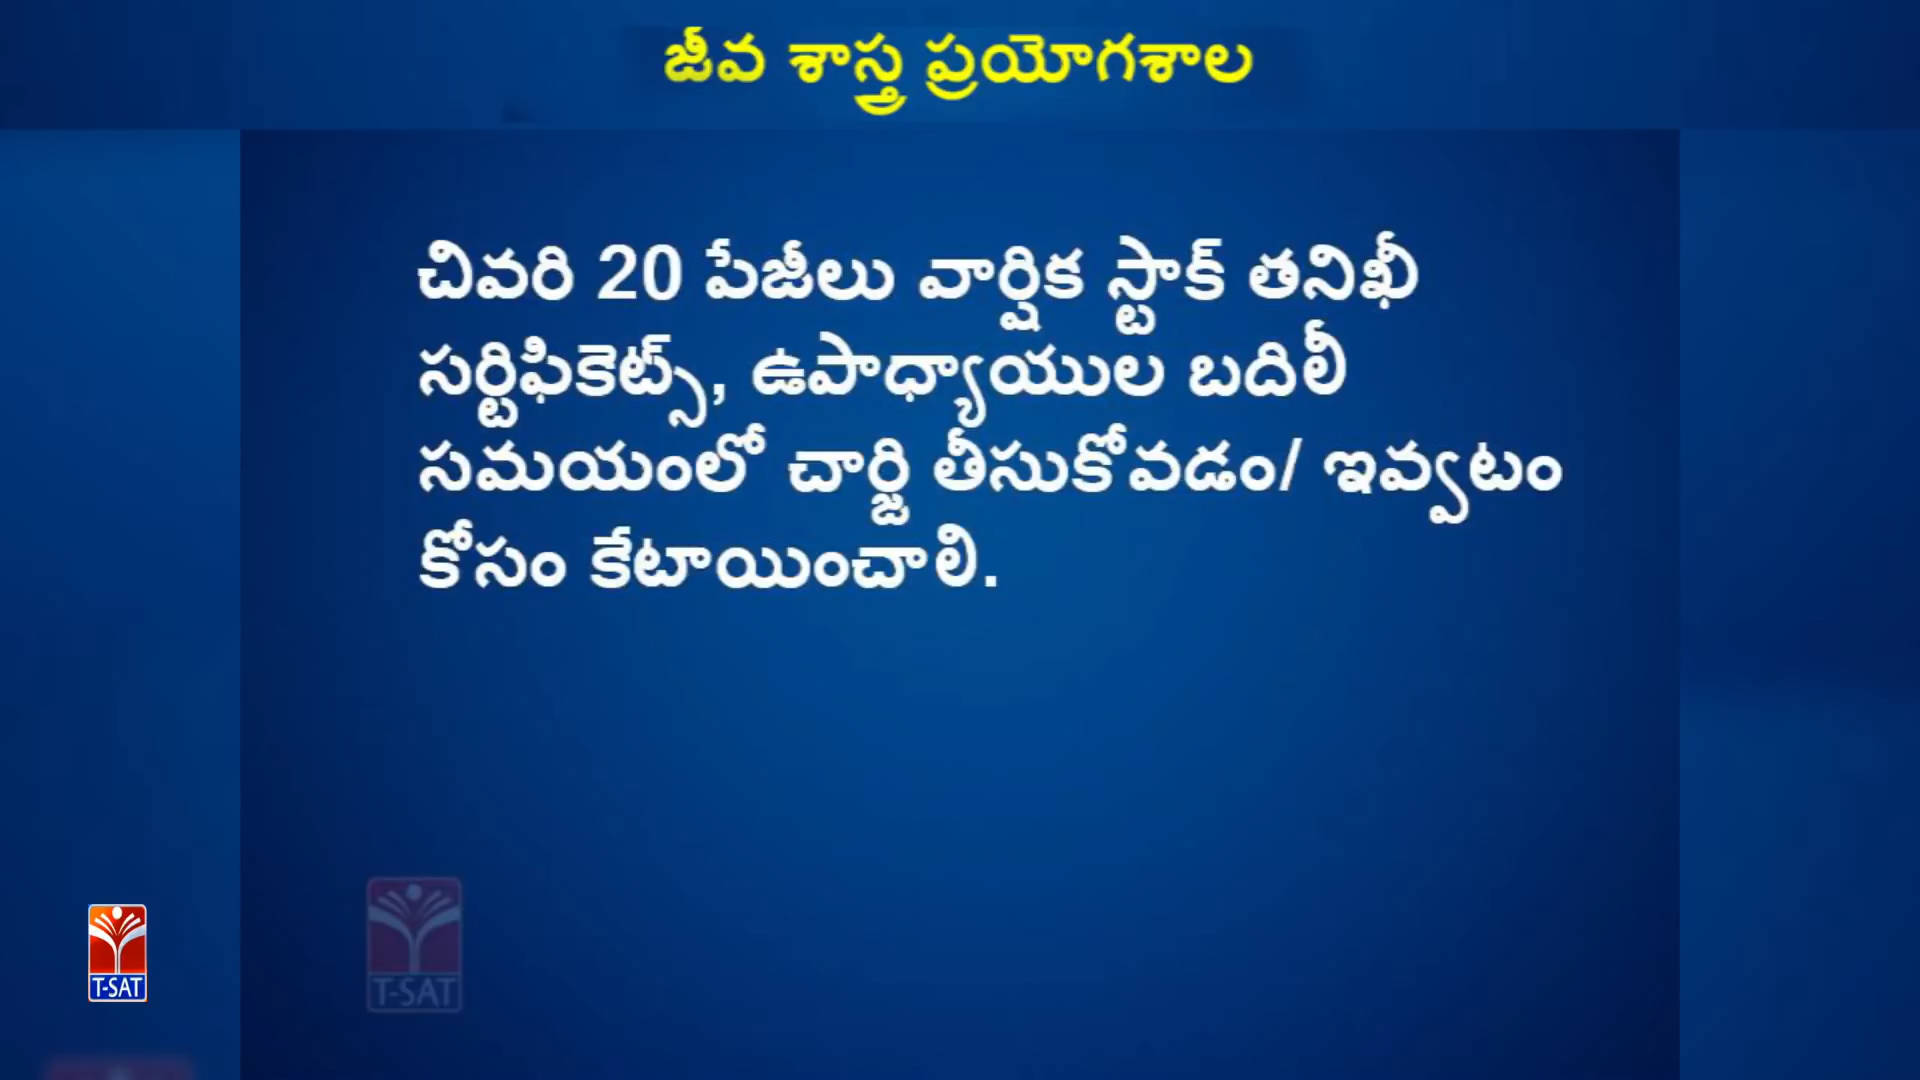 జీవ శాస్త్ర ప్రయోగశాల
చివరి 20 పేజీలు వార్షిక స్టాక్ తనిఖీ
సర్టిఫికెట్స్, ఉపాధ్యాయుల బదిలీ
సమయంలో చార్జి తీసుకోవడం/ ఇవ్వటం
కోసం కేటాయించాలి.
T-SAT
T-SAT